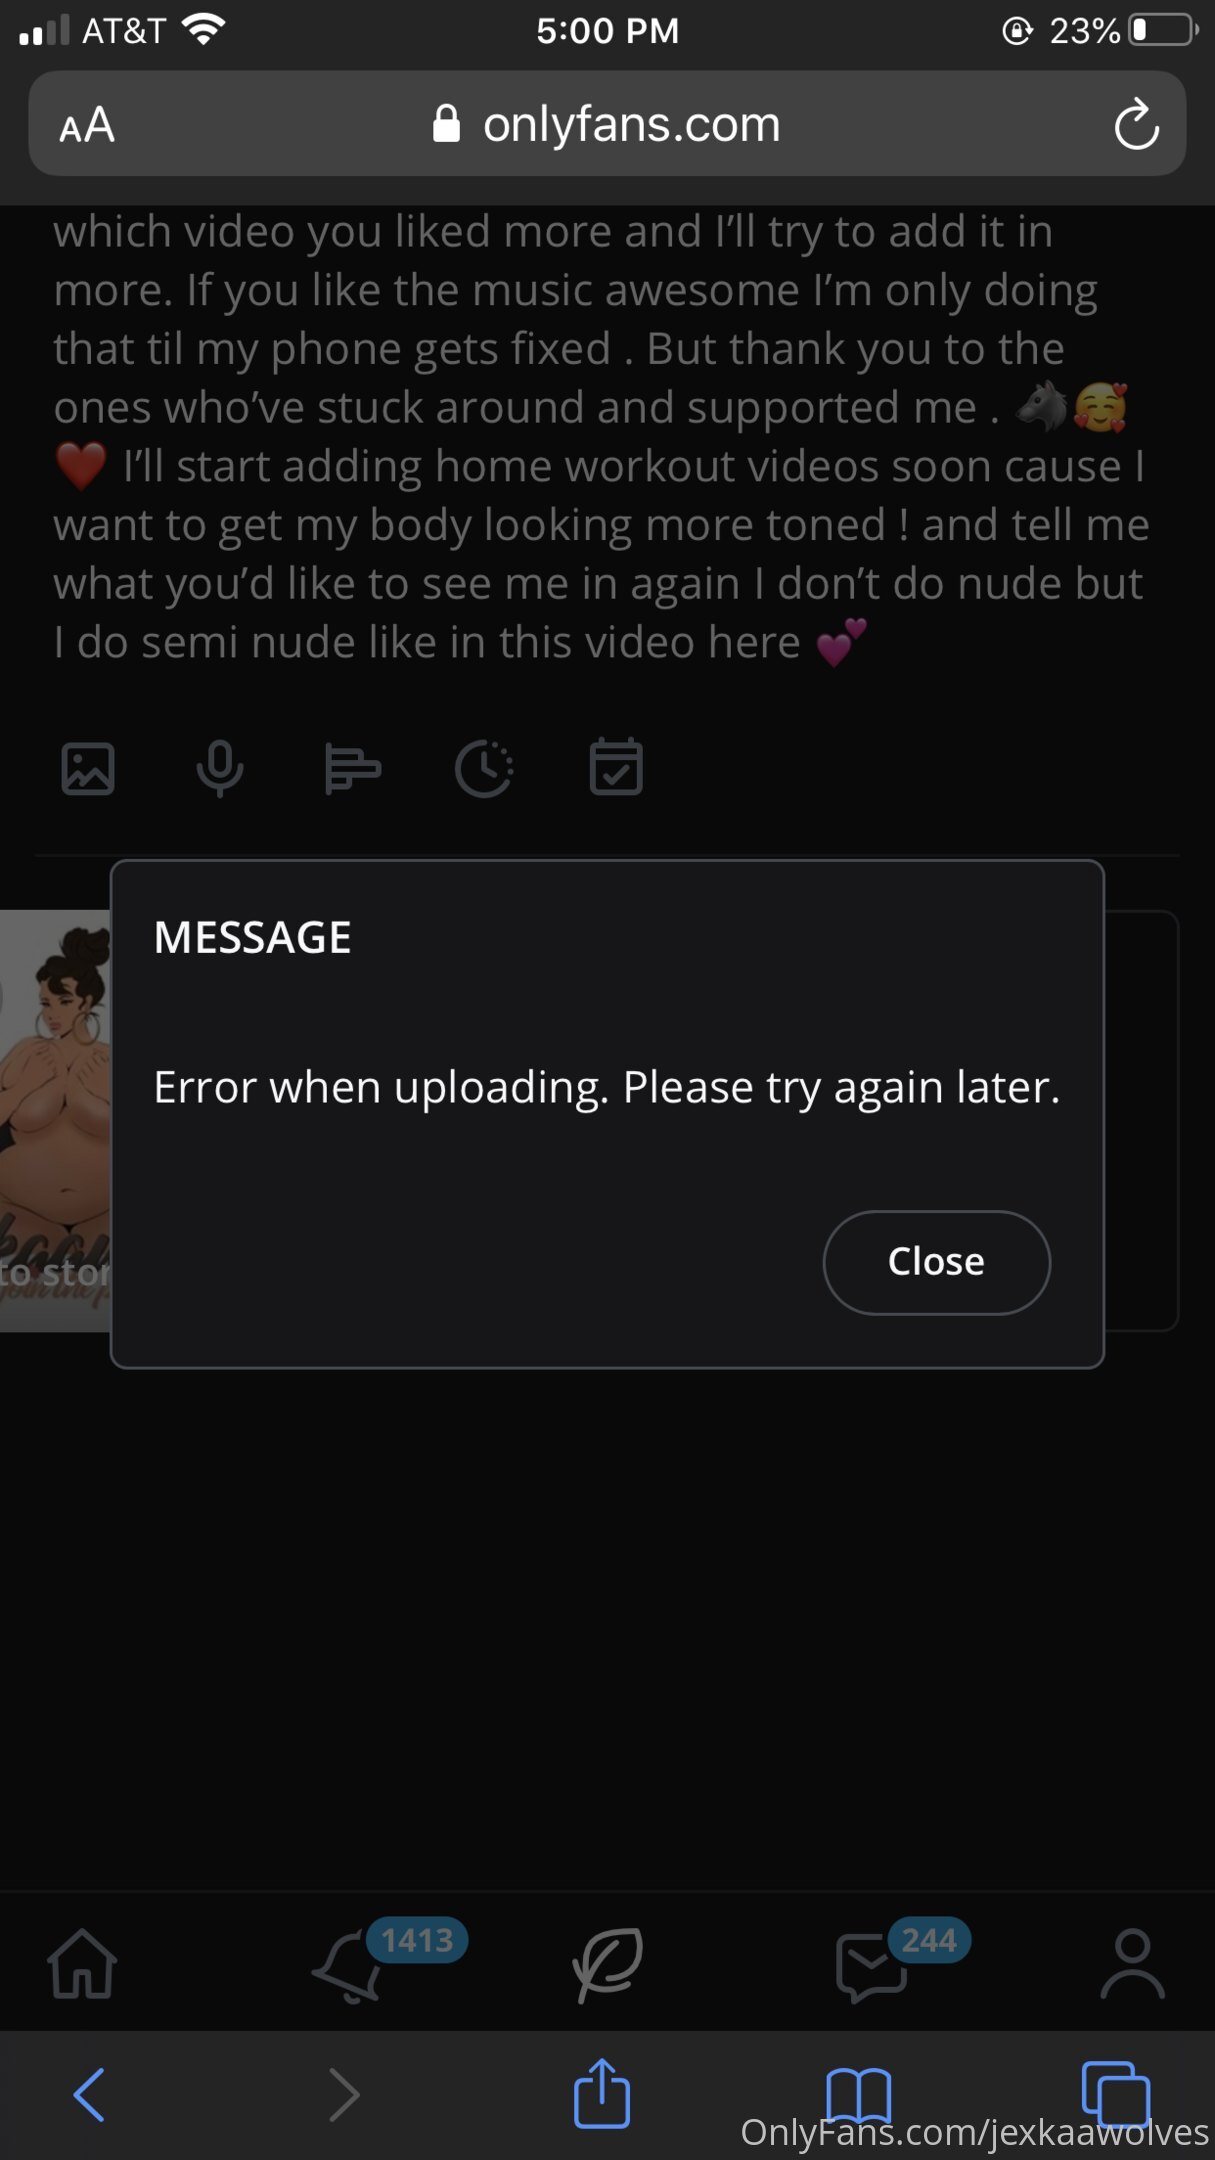 AT&T 5:00 PM 23%
AA onlyfans.com
which video you liked more and I'll try to add it in
more. If you like the music awesome I'm only doing
that til my phone gets fixed . But thank you to the
ones who've stuck around and supported me . 🐺🥰
❤️ I'll start adding home workout videos soon cause I
want to get my body looking more toned ! and tell me
what you'd like to see me in again I don't do nude but
I do semi nude like in this video here 💕
MESSAGE
Error when uploading. Please try again later.
Close
to stor
1413 244
OnlyFans.com/jexkaawolves